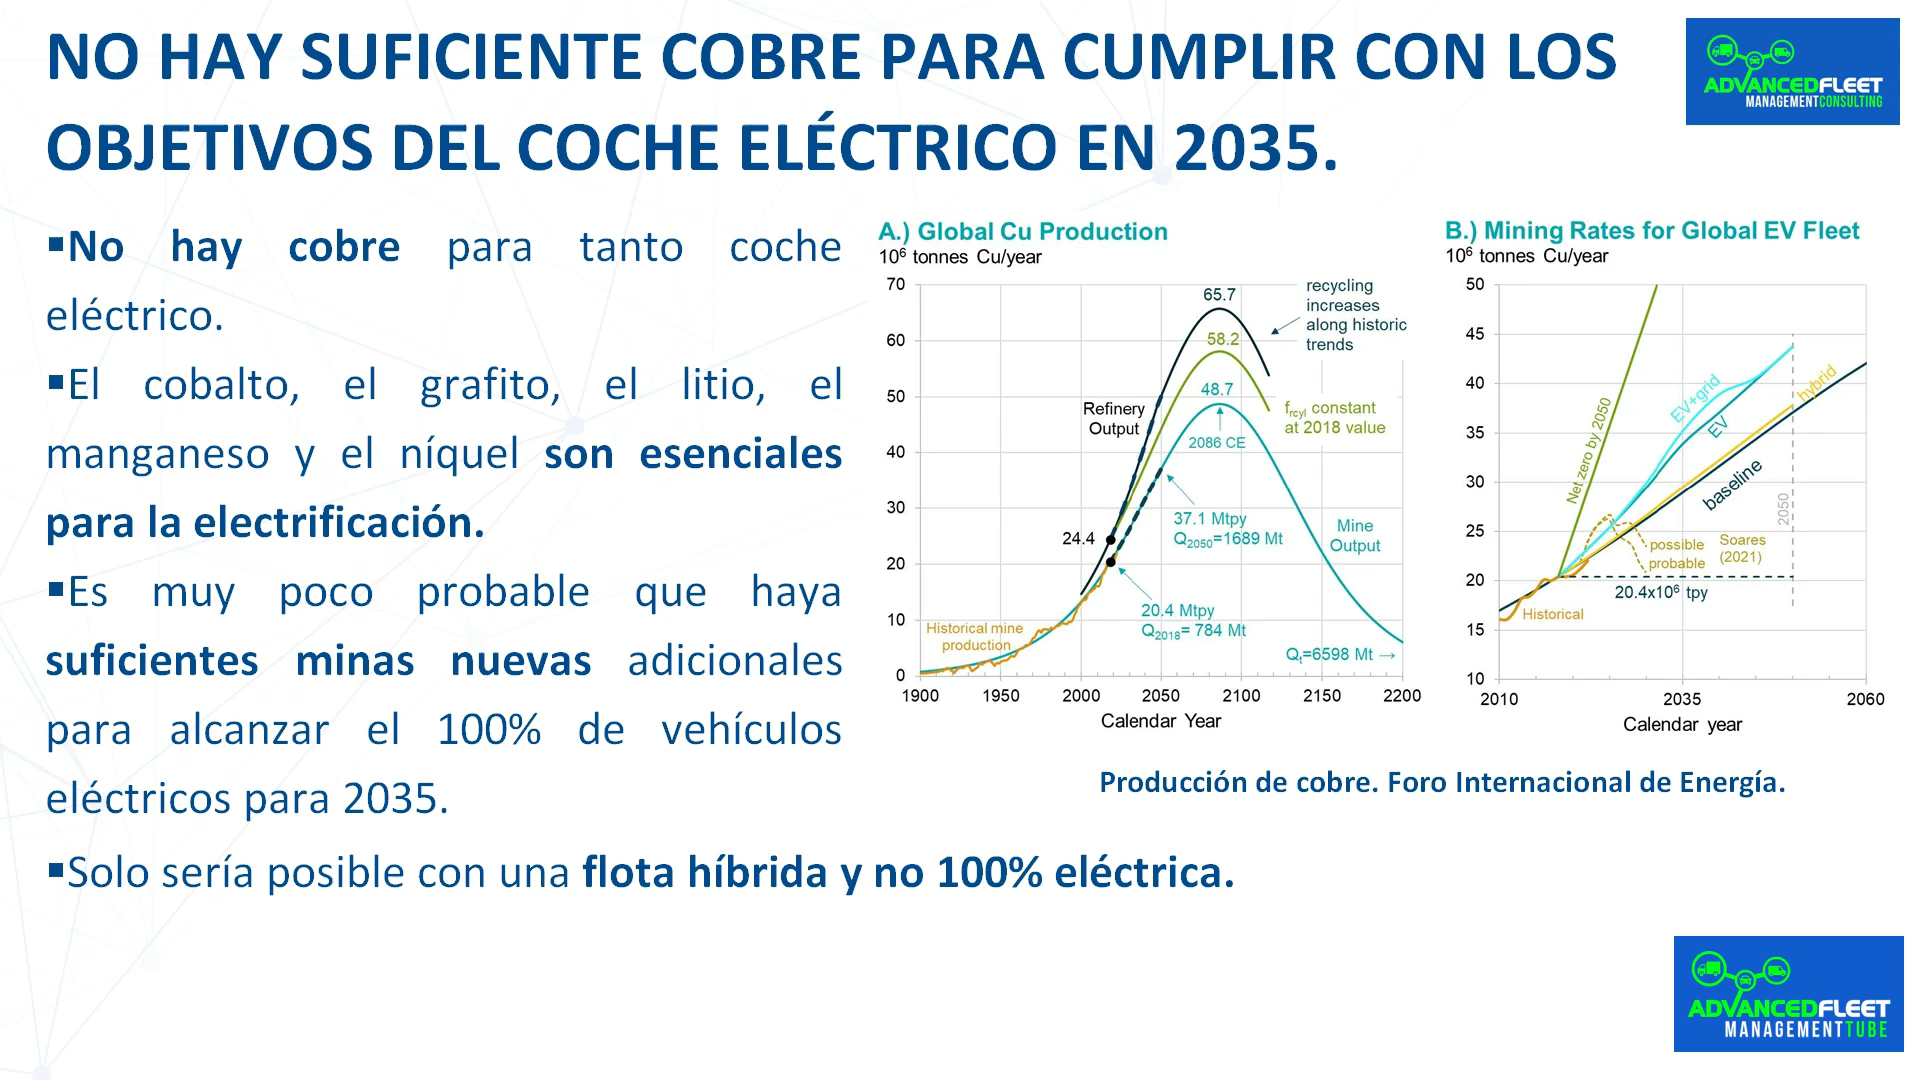 NO HAY SUFICIENTE COBRE PARA CUMPLIR CON LOS
OBJETIVOS DEL COCHE ELÉCTRICO EN 2035.
ADVANCEDFLEET
MANAGEMENTCONSULTING
▪No hay cobre para tanto coche
eléctrico.
▪El cobalto, el grafito, el litio, el
manganeso y el níquel son esenciales
para la electrificación.
▪Es muy poco probable que haya
suficientes minas nuevas adicionales
para alcanzar el 100% de vehículos
eléctricos para 2035.
▪Solo sería posible con una flota híbrida y no 100% eléctrica.
A.) Global Cu Production
10⁶ tonnes Cu/year
70
60
50
40
30
20
10
0
1900 1950 2000 2050 2100 2150 2200
Calendar Year
65.7
58.2
48.7
2086 CE
recycling
increases
along historic
trends
Refinery
Output
f_rcyl constant
at 2018 value
24.4
37.1 Mtpy
Q₂₀₅₀=1689 Mt
Mine
Output
20.4 Mtpy
Q₂₀₁₈= 784 Mt
Historical mine
production
Qₜ=6598 Mt →
B.) Mining Rates for Global EV Fleet
10⁶ tonnes Cu/year
50
45
40
35
30
25
20
15
10
2010 2035 2060
Calendar year
Net zero by 2050
EV+grid
EV
hybrid
baseline
2050
possible
probable
Soares
(2021)
20.4x10⁶ tpy
Historical
Producción de cobre. Foro Internacional de Energía.
ADVANCEDFLEET
MANAGEMENTTUBE